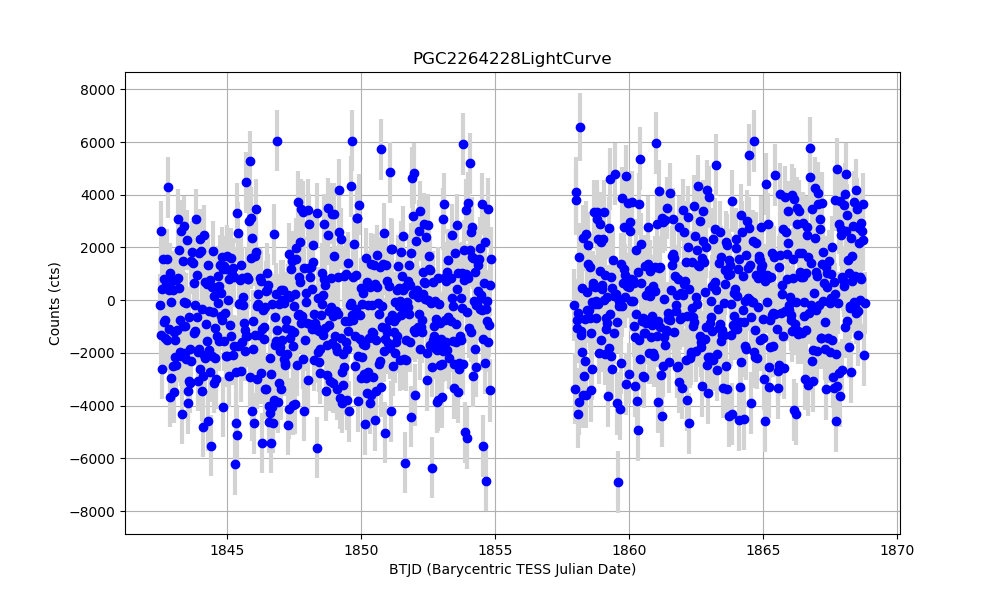 PGC2264228LightCurve
Counts (cts)
8000
6000
4000
2000
0
−2000
−4000
−6000
−8000
1845 1850 1855 1860 1865 1870
BTJD (Barycentric TESS Julian Date)